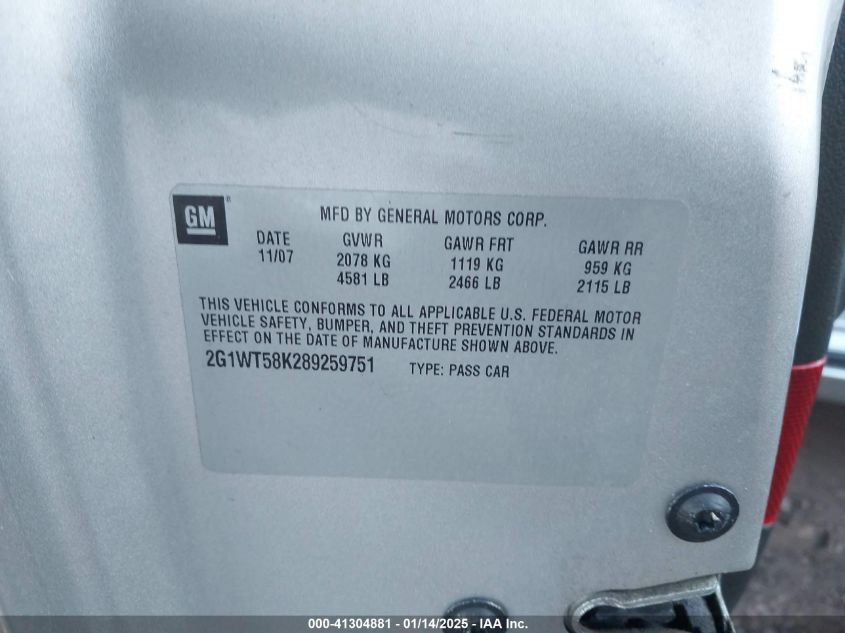 GM
MFD BY GENERAL MOTORS CORP.
DATE GVWR GAWR FRT GAWR RR
11/07 2078 KG 1119 KG 959 KG
4581 LB 2466 LB 2115 LB
THIS VEHICLE CONFORMS TO ALL APPLICABLE U.S. FEDERAL MOTOR
VEHICLE SAFETY, BUMPER, AND THEFT PREVENTION STANDARDS IN
EFFECT ON THE DATE OF MANUFACTURE SHOWN ABOVE.
2G1WT58K289259751 TYPE: PASS CAR
000-41304881 - 01/14/2025 - IAA Inc.